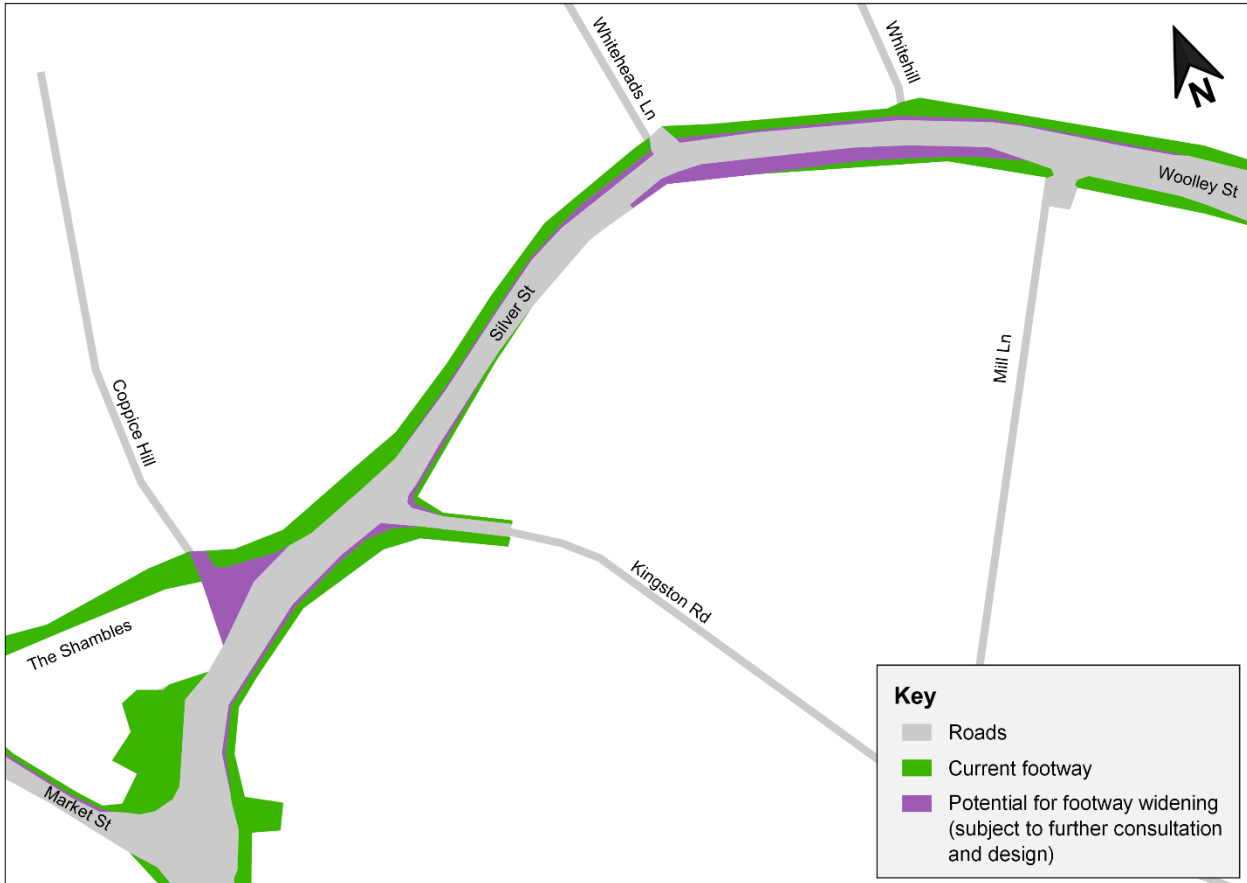 Whiteheads Ln
Whitehill
N
Woolley St
Silver St
Mill Ln
Coppice Hill
Kingston Rd
The Shambles
Market St
Key
Roads
Current footway
Potential for footway widening
(subject to further consultation
and design)